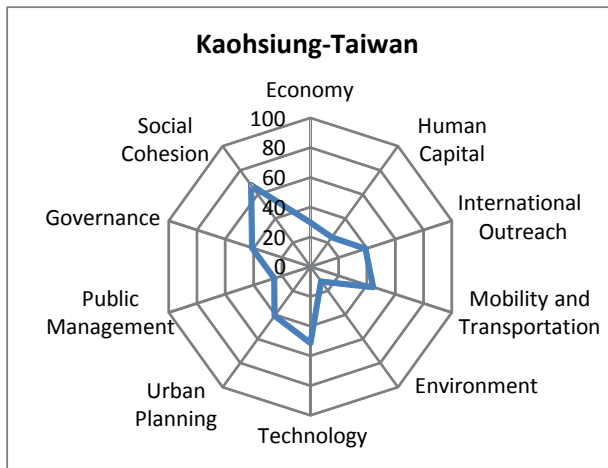 Kaohsiung-Taiwan
Economy
Human
Capital
International
Outreach
Mobility and
Transportation
Environment
Technology
Urban
Planning
Public
Management
Governance
Social
Cohesion
100
80
60
40
20
0